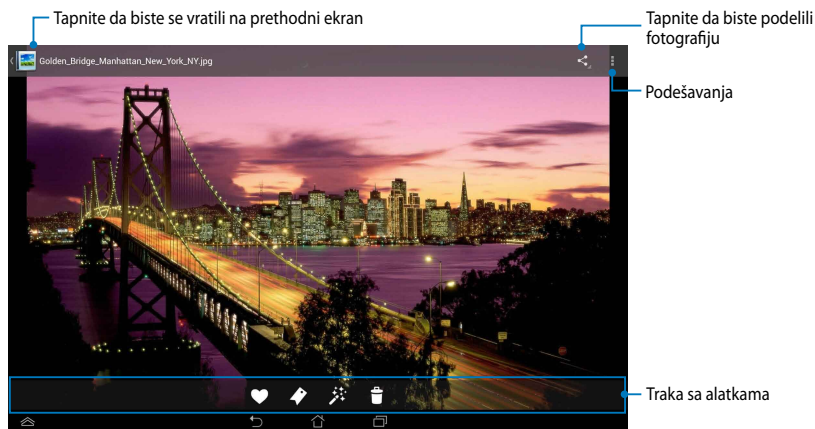 Tapnite da biste se vratili na prethodni ekran
Tapnite da biste podelili
fotografiju
Golden_Bridge_Manhattan_New_York_NY.jpg
Podešavanja
Traka sa alatkama